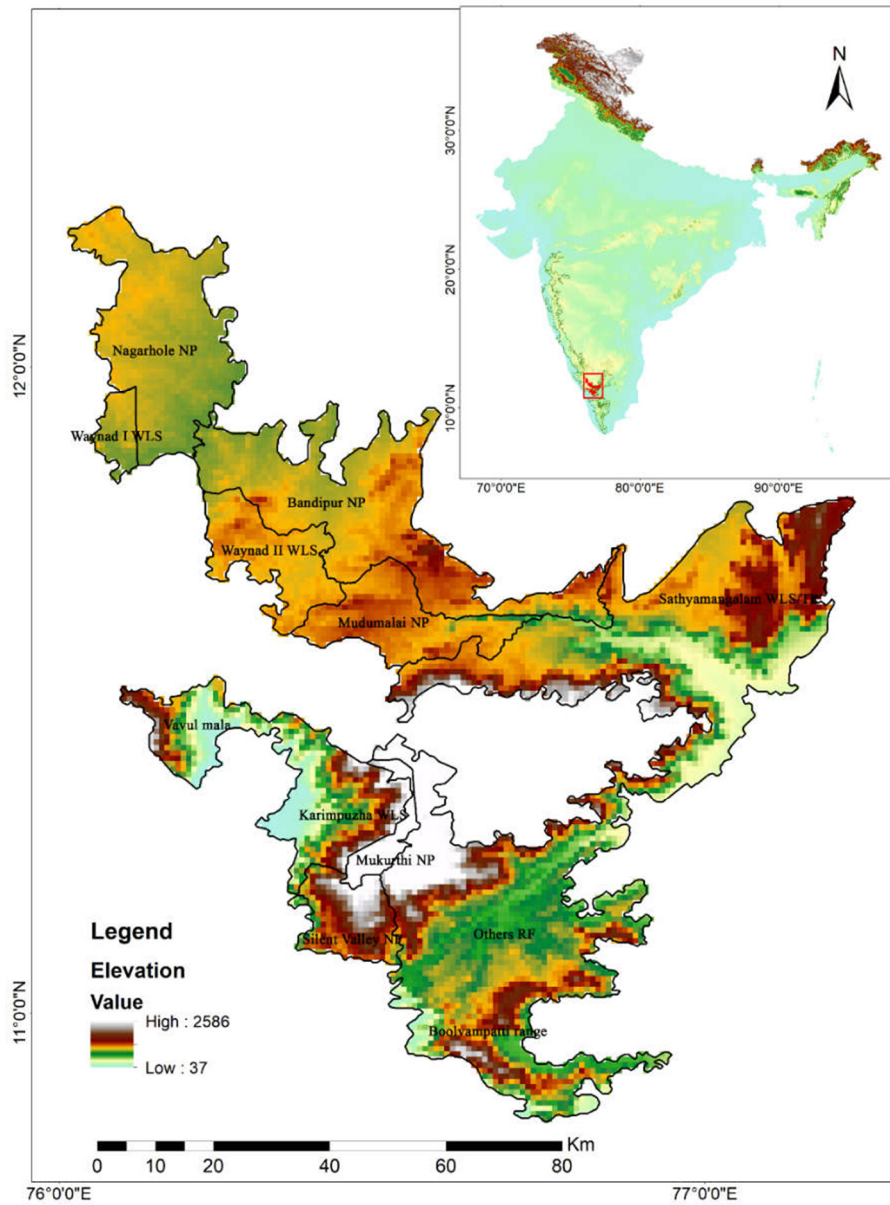 N
30°0'0"N
20°0'0"N
10°0'0"N
70°0'0"E
80°0'0"E
90°0'0"E
12°0'0"N
11°0'0"N
Nagarhole NP
Waynad I WLS
Bandipur NP
Waynad II WLS
Sathyamangalam WLS/TR
Mudumalai NP
Vavul mala
Karimpuzha WLS
Mukurthi NP
Silent Valley NP
Others RF
Boolvampatti range
Legend
Elevation
Value
High : 2586
Low : 37
Km
0 10 20 40 60 80
76°0'0"E
77°0'0"E